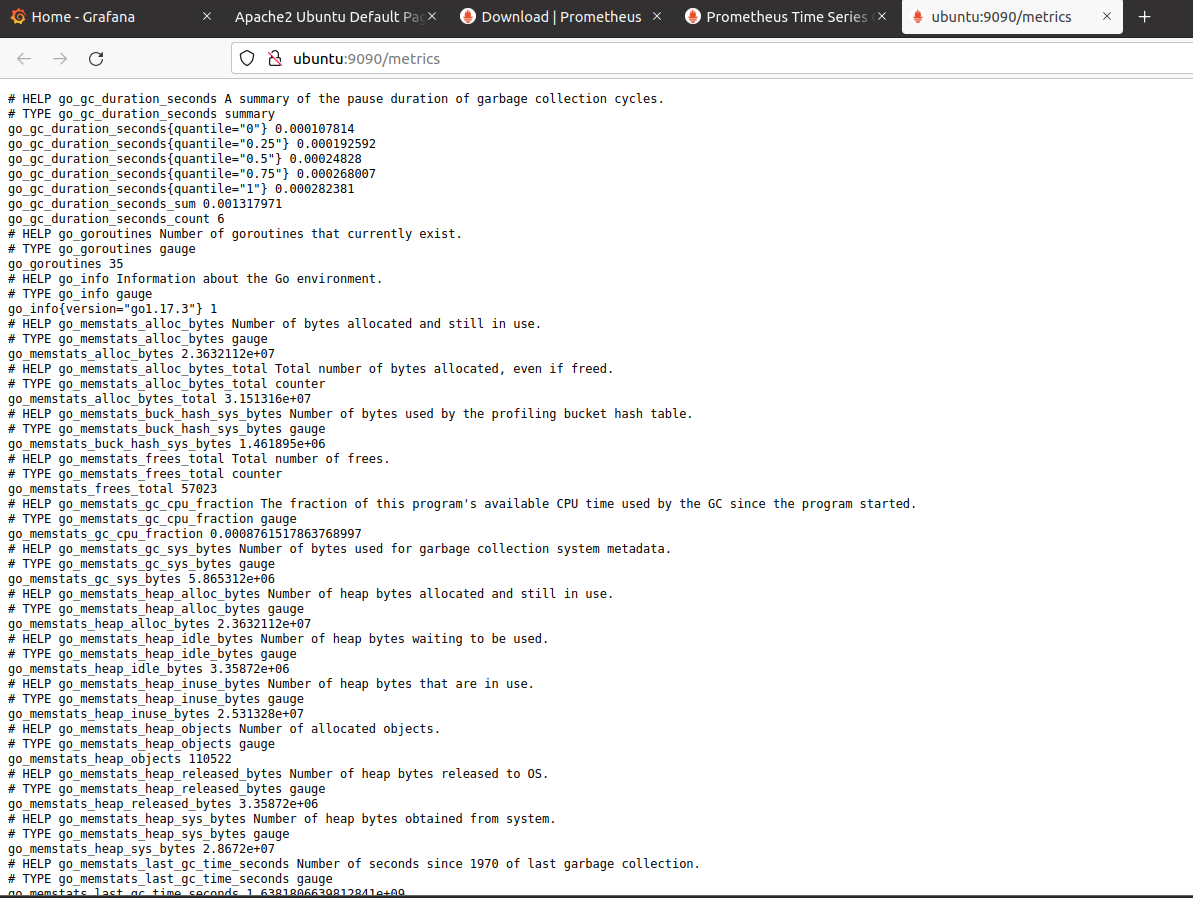 Home - Grafana
Apache2 Ubuntu Default Pag
Download | Prometheus
Prometheus Time Series
ubuntu:9090/metrics
ubuntu:9090/metrics
# HELP go_gc_duration_seconds A summary of the pause duration of garbage collection cycles.
# TYPE go_gc_duration_seconds summary
go_gc_duration_seconds{quantile="0"} 0.000107814
go_gc_duration_seconds{quantile="0.25"} 0.000192592
go_gc_duration_seconds{quantile="0.5"} 0.00024828
go_gc_duration_seconds{quantile="0.75"} 0.000268007
go_gc_duration_seconds{quantile="1"} 0.000282381
go_gc_duration_seconds_sum 0.001317971
go_gc_duration_seconds_count 6
# HELP go_goroutines Number of goroutines that currently exist.
# TYPE go_goroutines gauge
go_goroutines 35
# HELP go_info Information about the Go environment.
# TYPE go_info gauge
go_info{version="go1.17.3"} 1
# HELP go_memstats_alloc_bytes Number of bytes allocated and still in use.
# TYPE go_memstats_alloc_bytes gauge
go_memstats_alloc_bytes 2.3632112e+07
# HELP go_memstats_alloc_bytes_total Total number of bytes allocated, even if freed.
# TYPE go_memstats_alloc_bytes_total counter
go_memstats_alloc_bytes_total 3.151316e+07
# HELP go_memstats_buck_hash_sys_bytes Number of bytes used by the profiling bucket hash table.
# TYPE go_memstats_buck_hash_sys_bytes gauge
go_memstats_buck_hash_sys_bytes 1.461895e+06
# HELP go_memstats_frees_total Total number of frees.
# TYPE go_memstats_frees_total counter
go_memstats_frees_total 57023
# HELP go_memstats_gc_cpu_fraction The fraction of this program's available CPU time used by the GC since the program started.
# TYPE go_memstats_gc_cpu_fraction gauge
go_memstats_gc_cpu_fraction 0.0008761517863768997
# HELP go_memstats_gc_sys_bytes Number of bytes used for garbage collection system metadata.
# TYPE go_memstats_gc_sys_bytes gauge
go_memstats_gc_sys_bytes 5.865312e+06
# HELP go_memstats_heap_alloc_bytes Number of heap bytes allocated and still in use.
# TYPE go_memstats_heap_alloc_bytes gauge
go_memstats_heap_alloc_bytes 2.3632112e+07
# HELP go_memstats_heap_idle_bytes Number of heap bytes waiting to be used.
# TYPE go_memstats_heap_idle_bytes gauge
go_memstats_heap_idle_bytes 3.35872e+06
# HELP go_memstats_heap_inuse_bytes Number of heap bytes that are in use.
# TYPE go_memstats_heap_inuse_bytes gauge
go_memstats_heap_inuse_bytes 2.531328e+07
# HELP go_memstats_heap_objects Number of allocated objects.
# TYPE go_memstats_heap_objects gauge
go_memstats_heap_objects 110522
# HELP go_memstats_heap_released_bytes Number of heap bytes released to OS.
# TYPE go_memstats_heap_released_bytes gauge
go_memstats_heap_released_bytes 3.35872e+06
# HELP go_memstats_heap_sys_bytes Number of heap bytes obtained from system.
# TYPE go_memstats_heap_sys_bytes gauge
go_memstats_heap_sys_bytes 2.8672e+07
# HELP go_memstats_last_gc_time_seconds Number of seconds since 1970 of last garbage collection.
# TYPE go_memstats_last_gc_time_seconds gauge
go_memstats_last_gc_time_seconds 1.6381806639812841e+09